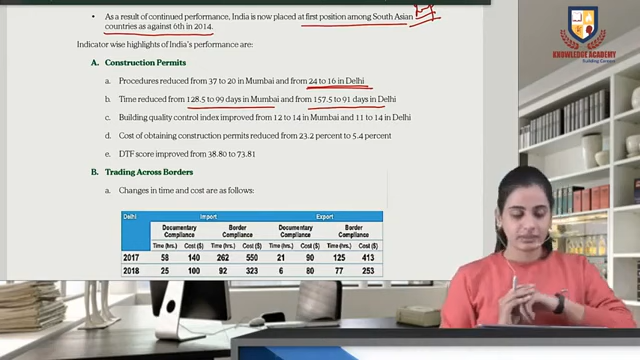 • As a result of continued performance, India is now placed at first position among South Asian
countries as against 6th in 2014.
Indicator wise highlights of India's performance are:
A. Construction Permits
a. Procedures reduced from 37 to 20 in Mumbai and from 24 to 16 in Delhi
b. Time reduced from 128.5 to 99 days in Mumbai and from 157.5 to 91 days in Delhi
c. Building quality control index improved from 12 to 14 in Mumbai and 11 to 14 in Delhi
d. Cost of obtaining construction permits reduced from 23.2 percent to 5.4 percent
e. DTF score improved from 38.80 to 73.81
B. Trading Across Borders
a. Changes in time and cost are as follows:
Delhi Import Export
Documentary Compliance Border Compliance Documentary Compliance Border Compliance
Time (hrs.) Cost ($) Time (hrs.) Cost ($) Time (hrs.) Cost ($) Time (hrs.) Cost ($)
2017 58 140 262 550 21 90 125 413
2018 25 100 92 323 6 80 77 253
KNOWLEDGE ACADEMY
Building Careers